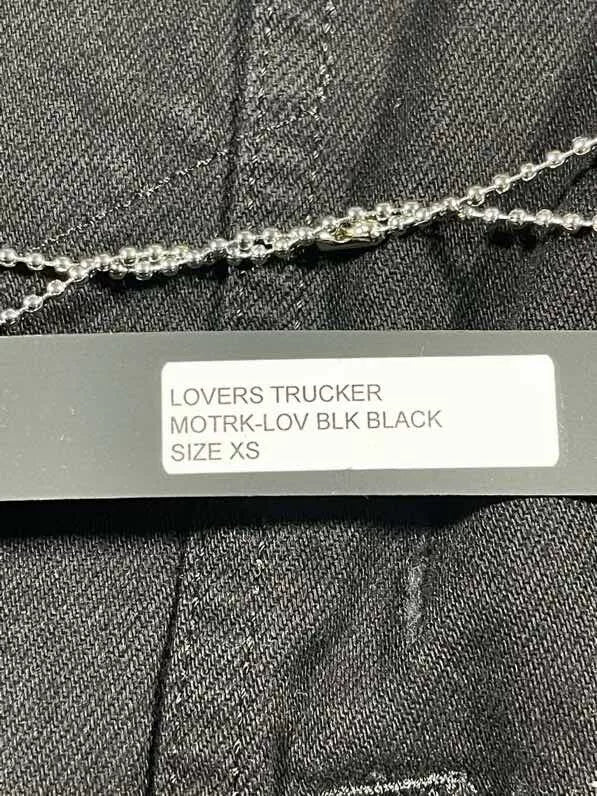 LOVERS TRUCKER
MOTRK-LOV BLK BLACK
SIZE XS